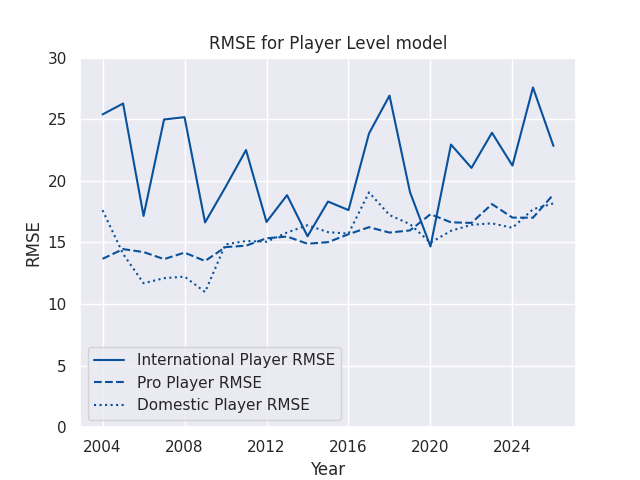 RMSE for Player Level model
30
25
20
15
10
5
0
RMSE
International Player RMSE
Pro Player RMSE
Domestic Player RMSE
2004 2008 2012 2016 2020 2024
Year